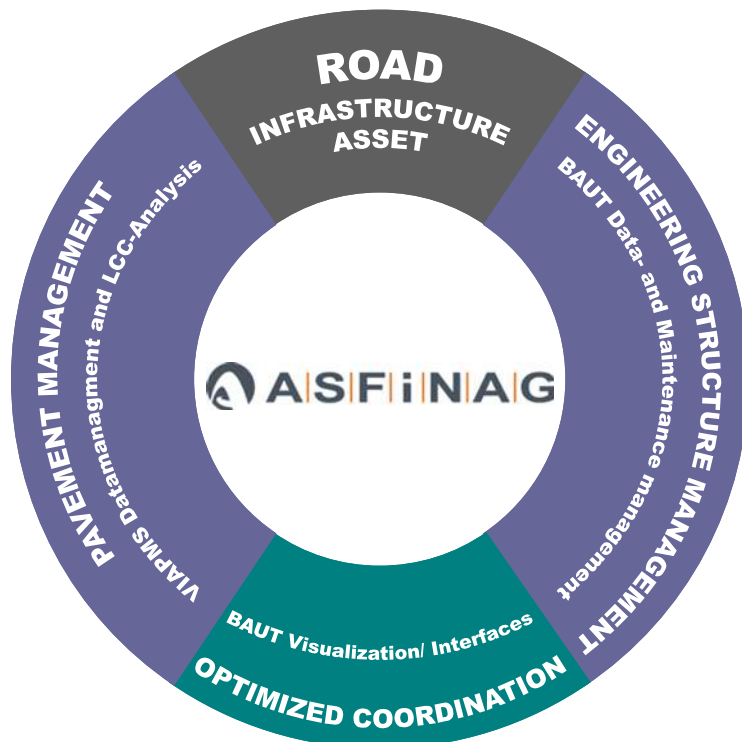 ROAD
INFRASTRUCTURE
ASSET
ENGINEERING STRUCTURE MANAGEMENT
BAUT Data- and Maintenance management
PAVEMENT MANAGEMENT
VIAPMS Datamanagment and LCC-Analysis
A|S|F|i|N|A|G
BAUT Visualization/ Interfaces
OPTIMIZED COORDINATION